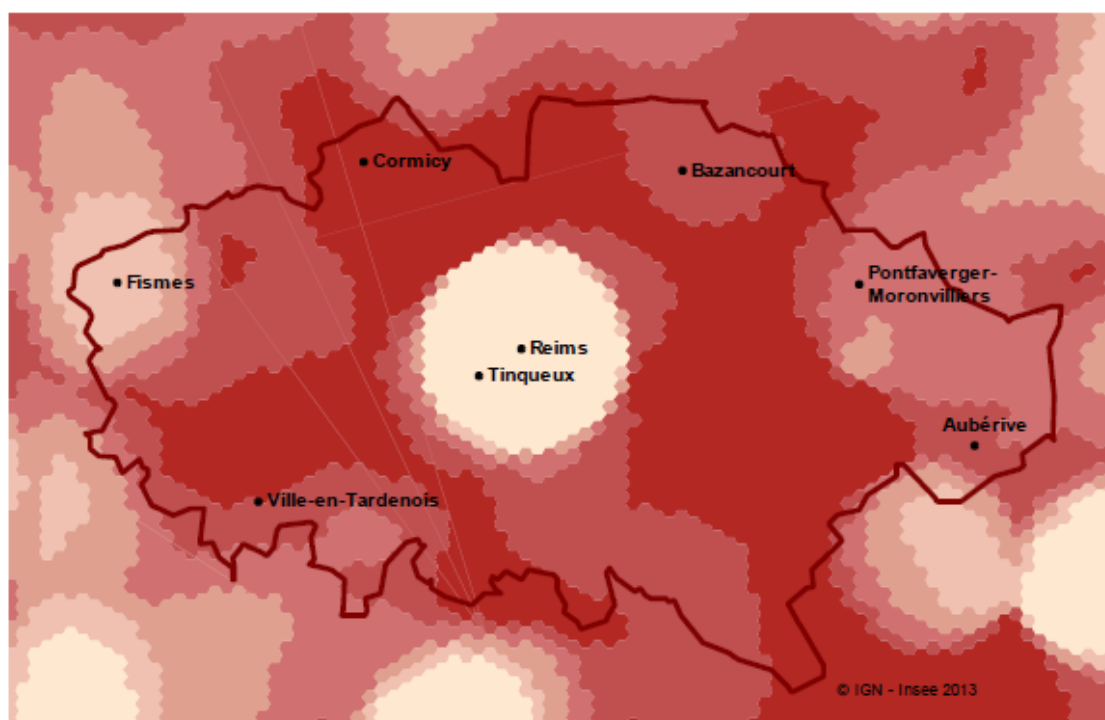 Cormicy
Bazancourt
Fismes
Pontfaverger-
Moronvilliers
Reims
Tinqueux
Aubérive
Ville-en-Tardenois
© IGN - Insee 2013